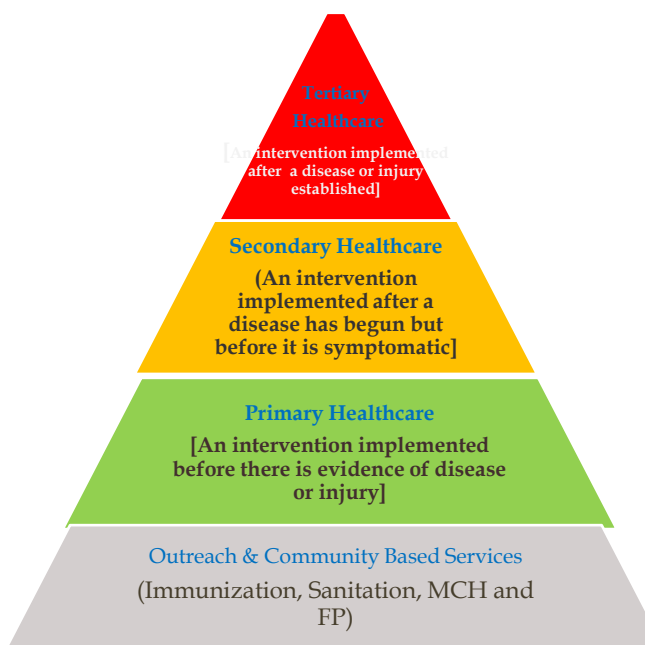 Tertiary
Healthcare
[An intervention implemented
after a disease or injury
established]
Secondary Healthcare
(An intervention
implemented after a
disease has begun but
before it is symptomatic]
Primary Healthcare
[An intervention implemented
before there is evidence of disease
or injury]
Outreach & Community Based Services
(Immunization, Sanitation, MCH and
FP)